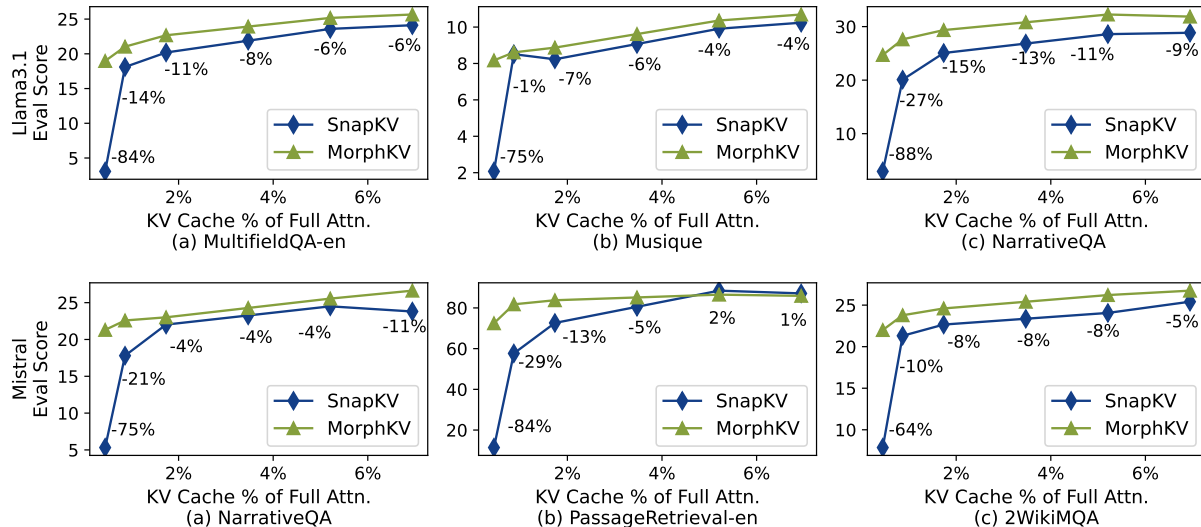 Llama3.1
Eval Score
25
20
15
10
5
-84%
-14%
-11%
-8%
-6%
-6%
SnapKV
MorphKV
2%
4%
6%
KV Cache % of Full Attn.
(a) MultifieldQA-en
10
8
6
4
2
-75%
-1%
-7%
-6%
-4%
-4%
SnapKV
MorphKV
2%
4%
6%
KV Cache % of Full Attn.
(b) Musique
30
20
10
-88%
-27%
-15%
-13%
-11%
-9%
SnapKV
MorphKV
2%
4%
6%
KV Cache % of Full Attn.
(c) NarrativeQA
Mistral
Eval Score
25
20
15
10
5
-75%
-21%
-4%
-4%
-4%
-11%
SnapKV
MorphKV
2%
4%
6%
KV Cache % of Full Attn.
(a) NarrativeQA
80
60
40
20
-84%
-29%
-13%
-5%
2%
1%
SnapKV
MorphKV
2%
4%
6%
KV Cache % of Full Attn.
(b) PassageRetrieval-en
25
20
15
10
-64%
-10%
-8%
-8%
-8%
-5%
SnapKV
MorphKV
2%
4%
6%
KV Cache % of Full Attn.
(c) 2WikiMQA